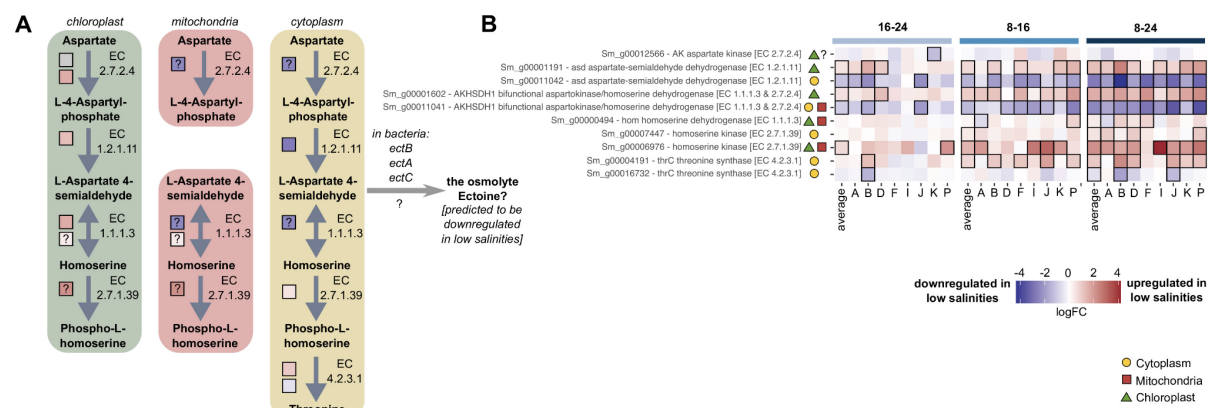 A
chloroplast
mitochondria
cytoplasm
Aspartate
EC
2.7.2.4
L-4-Aspartyl-
phosphate
EC
1.2.1.11
L-Aspartate 4-
semialdehyde
EC
1.1.1.3
?
Homoserine
?
EC
2.7.1.39
Phospho-L-
homoserine
Aspartate
?
EC
2.7.2.4
L-4-Aspartyl-
phosphate
L-Aspartate 4-
semialdehyde
?
?
EC
1.1.1.3
Homoserine
?
EC
2.7.1.39
Phospho-L-
homoserine
Aspartate
?
EC
2.7.2.4
L-4-Aspartyl-
phosphate
EC
1.2.1.11
L-Aspartate 4-
semialdehyde
?
EC
1.1.1.3
Homoserine
EC
2.7.1.39
Phospho-L-
homoserine
EC
4.2.3.1
Threonine
in bacteria:
ectB
ectA
ectC
?
the osmolyte
Ectoine?
[predicted to be
downregulated
in low salinities]
B
16-24
8-16
8-24
Sm_g00012566 - AK aspartate kinase [EC 2.7.2.4]
?
Sm_g00001191 - asd aspartate-semialdehyde dehydrogenase [EC 1.2.1.11]
Sm_g00011042 - asd aspartate-semialdehyde dehydrogenase [EC 1.2.1.11]
Sm_g00001602 - AKHSDH1 bifunctional aspartokinase/homoserine dehydrogenase [EC 1.1.1.3 & 2.7.2.4]
Sm_g00011041 - AKHSDH1 bifunctional aspartokinase/homoserine dehydrogenase [EC 1.1.1.3 & 2.7.2.4]
Sm_g00000494 - hom homoserine dehydrogenase [EC 1.1.1.3]
Sm_g00007447 - homoserine kinase [EC 2.7.1.39]
Sm_g00006976 - homoserine kinase [EC 2.7.1.39]
Sm_g00004191 - thrC threonine synthase [EC 4.2.3.1]
Sm_g00016732 - thrC threonine synthase [EC 4.2.3.1]
average A B D F I J K P
average A B D F I J K P
average A B D F I J K P
-4 -2 0 2 4
downregulated in
low salinities
logFC
upregulated in
low salinities
Cytoplasm
Mitochondria
Chloroplast